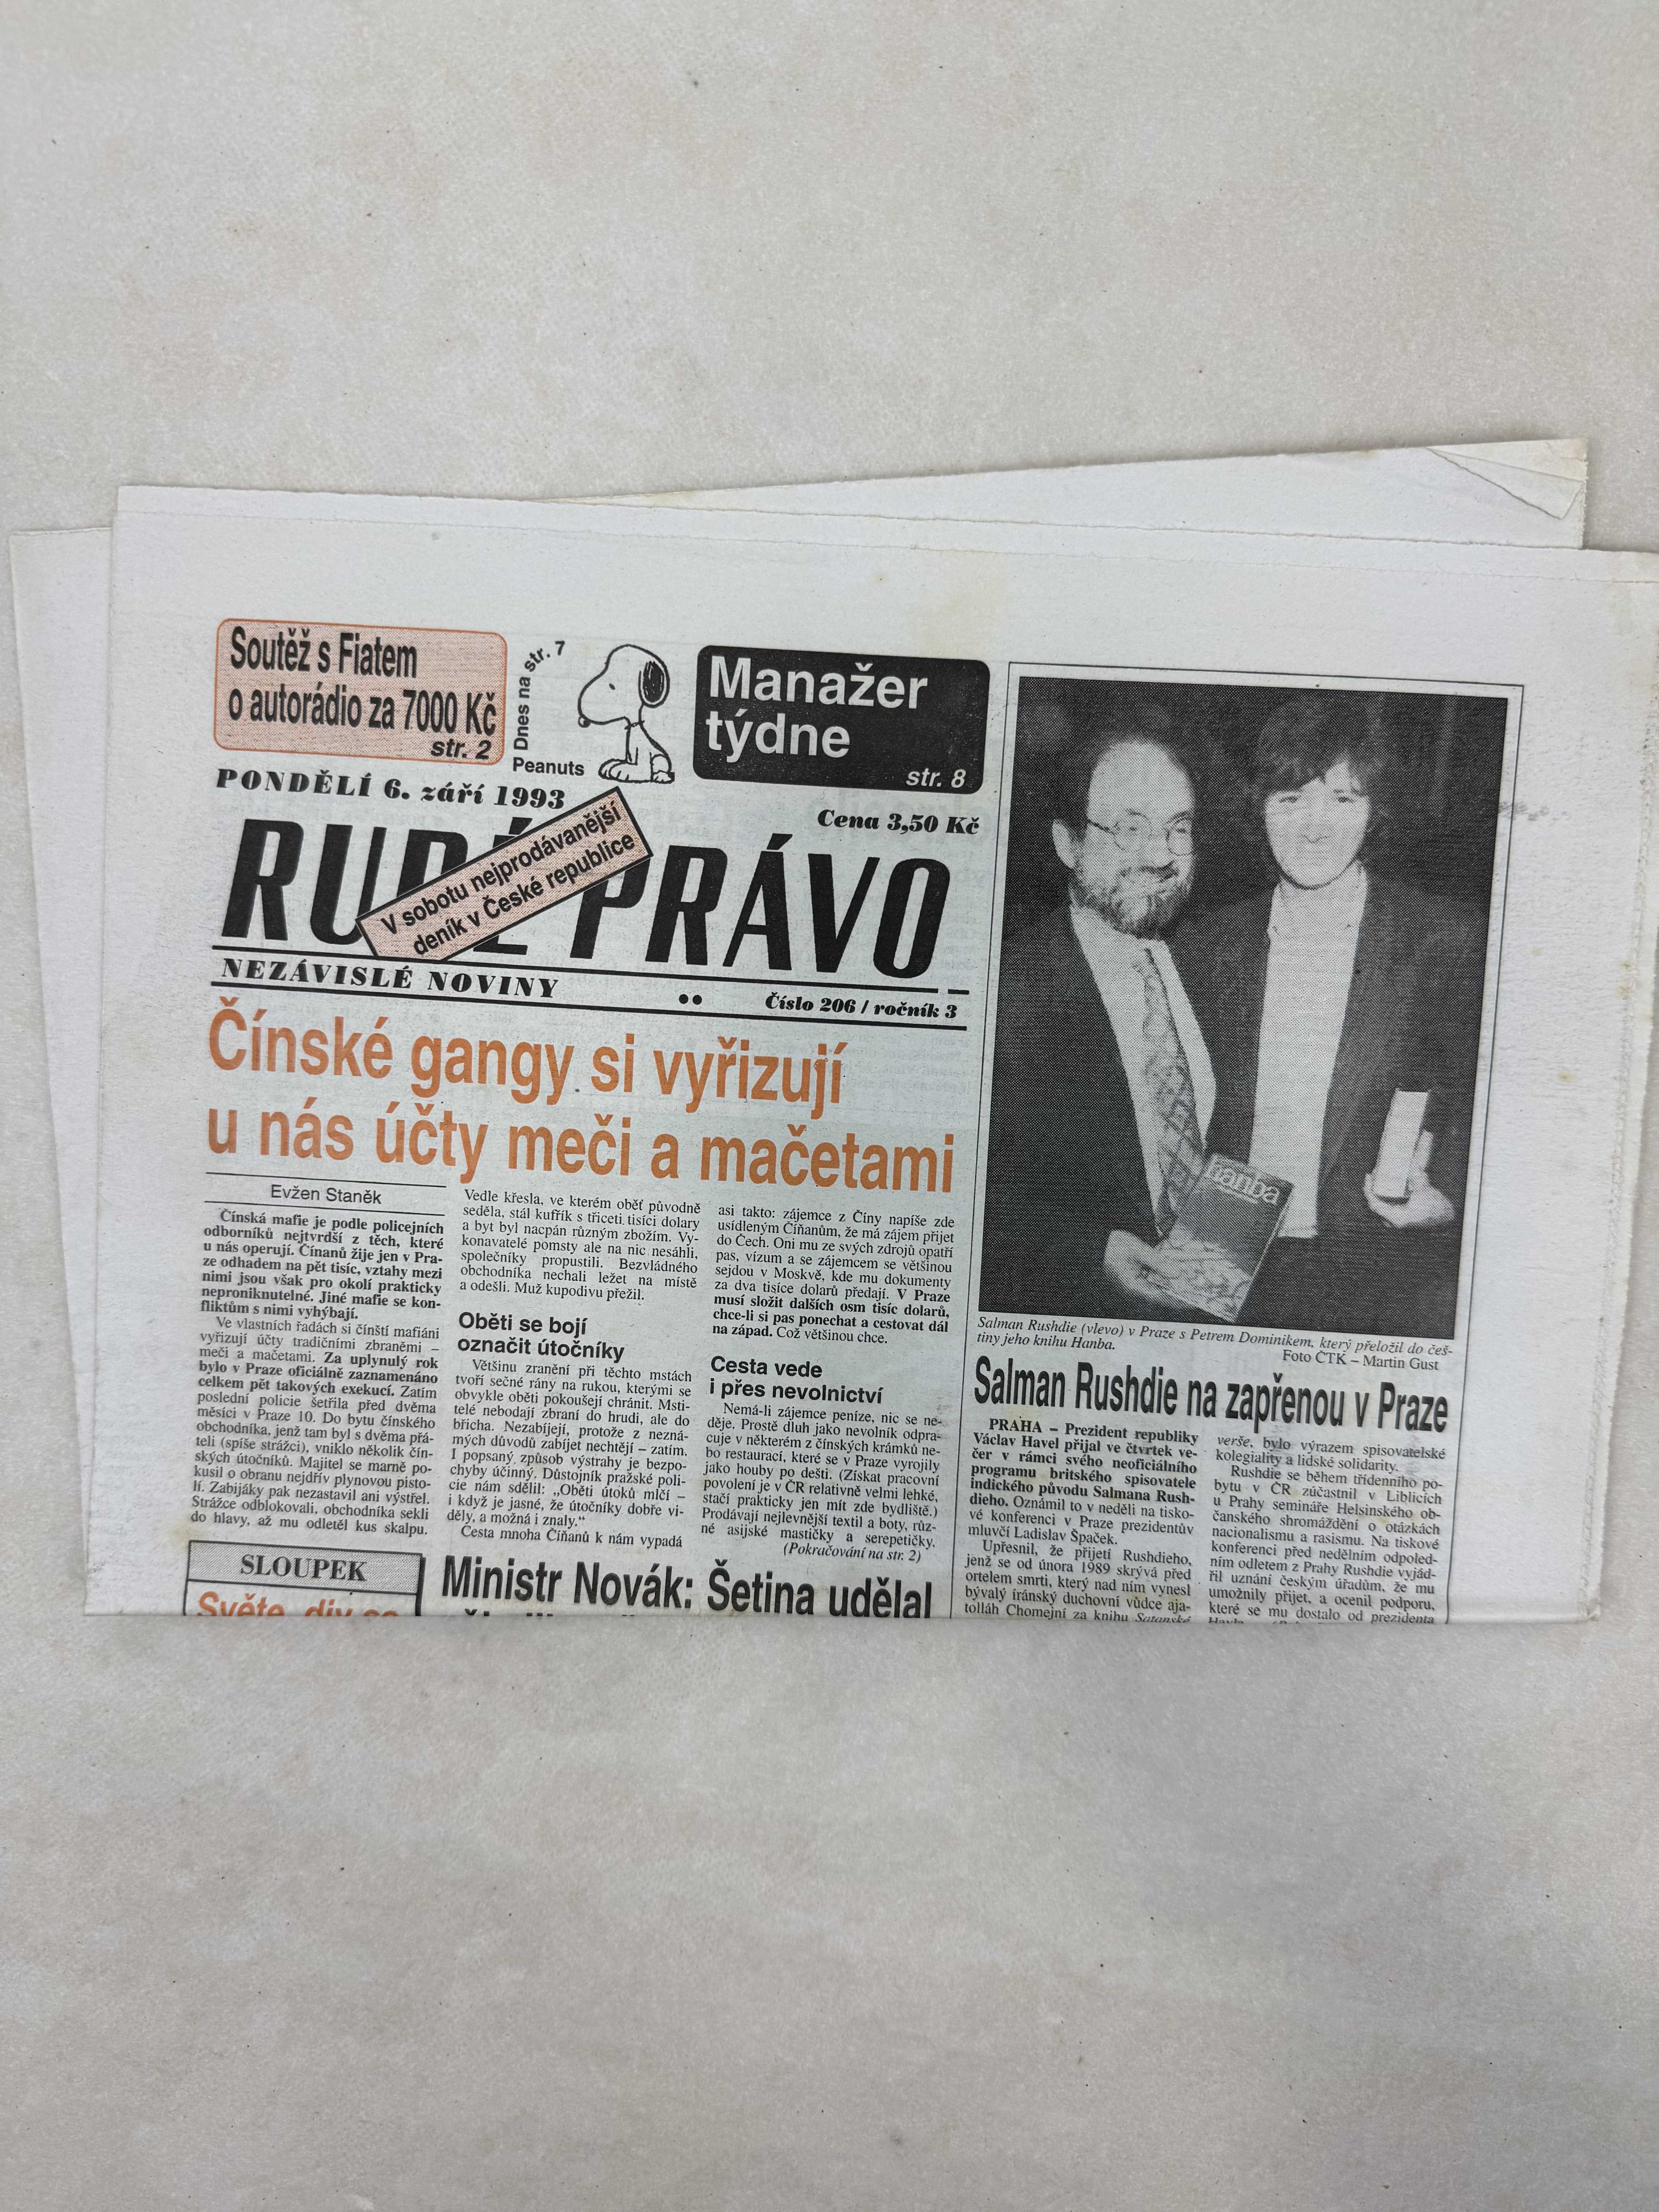 Soutěž s Fiatem
o autorádio za 7000 Kč
str. 2
Dnes na str. 7
Peanuts
Manažer
týdne
str. 8
PONDĚLÍ 6. září 1993
Cena 3,50 Kč
RUDÉ PRÁVO
V sobotu nejprodávanější
deník v České republice
NEZÁVISLÉ NOVINY
Číslo 206 / ročník 3
Čínské gangy si vyřizují
u nás účty meči a mačetami
Evžen Staněk
Čínská mafie je podle policejních
odborníků nejtvrdší z těch, které
u nás operují. Čínanů žije jen v Pra-
ze odhadem na pět tisíc, vztahy mezi
nimi jsou však pro okolí prakticky
neproniknutelné. Jiné mafie se kon-
fliktům s nimi vyhýbají.
Ve vlastních řadách si čínští mafiáni
vyřizují účty tradičními zbraněmi –
meči a mačetami. Za uplynulý rok
bylo v Praze oficiálně zaznamenáno
celkem pět takových exekucí. Zatím
poslední policie šetřila před dvěma
měsíci v Praze 10. Do bytu čínského
obchodníka, jenž tam byl s dvěma přá-
teli (spíše strážci), vniklo několik čín-
ských útočníků. Majitel se marně po-
kusil o obranu nejdřív plynovou pisto-
lí. Zabijáky pak nezastavil ani výstřel.
Strážce odblokovali, obchodníka sekli
do hlavy, až mu odletěl kus skalpu.
Vedle křesla, ve kterém oběť původně
seděla, stál kufřík s třiceti tisíci dolary
a byt byl nacpán různým zbožím. Vy-
konavatelé pomsty ale na nic nesáhli,
společníky propustili. Bezvládného
obchodníka nechali ležet na místě
a odešli. Muž kupodivu přežil.
Oběti se bojí
označit útočníky
Většinu zranění při těchto mstách
tvoří sečné rány na rukou, kterými se
obvykle oběti pokoušejí chránit. Msti-
telé nebodají zbraní do hrudi, ale do
břicha. Nezabíjejí, protože z nezná-
mých důvodů zabíjet nechtějí – zatím.
I popsaný způsob výstrahy je bezpo-
chyby účinný. Důstojník pražské poli-
cie nám sdělil: „Oběti útoků mlčí –
i když je jasné, že útočníky dobře vi-
děly, a možná i znaly.“
Cesta mnoha Číňanů k nám vypadá
asi takto: zájemce z Číny napíše zde
usídleným Číňanům, že má zájem přijet
do Čech. Oni mu ze svých zdrojů opatří
pas, vízum a se zájemcem se většinou
sejdou v Moskvě, kde mu dokumenty
za dva tisíce dolarů předají. V Praze
musí složit dalších osm tisíc dolarů,
chce-li si pas ponechat a cestovat dál
na západ. Což většinou chce.
Cesta vede
i přes nevolnictví
Nemá-li zájemce peníze, nic se ne-
děje. Prostě dluh jako nevolník odpra-
cuje v některém z čínských krámků ne-
bo restaurací, které se v Praze vyrojily
jako houby po dešti. (Získat pracovní
povolení je v ČR relativně velmi lehké,
stačí prakticky jen mít zde bydliště.)
Prodávají nejlevnější textil a boty, růz-
né asijské mastičky a serepetičky.
(Pokračování na str. 2)
SLOUPEK
Světe, div se
Ministr Novák: Šetina udělal
hanba
Salman Rushdie (vlevo) v Praze s Petrem Dominikem, který přeložil do češ-
tiny jeho knihu Hanba.
Foto ČTK – Martin Gust
Salman Rushdie na zapřenou v Praze
PRAHA – Prezident republiky
Václav Havel přijal ve čtvrtek ve-
čer v rámci svého neoficiálního
programu britského spisovatele
indického původu Salmana Rush-
dieho. Oznámil to v neděli na tisko-
vé konferenci v Praze prezidentův
mluvčí Ladislav Špaček.
Upřesnil, že přijetí Rushdieho,
jenž se od února 1989 skrývá před
ortelem smrti, který nad ním vynesl
bývalý íránský duchovní vůdce aja-
tolláh Chomejní za knihu Satanské
verše, bylo výrazem spisovatelské
kolegiality a lidské solidarity.
Rushdie se během třídenního po-
bytu v ČR zúčastnil v Liblicích
u Prahy semináře Helsinského ob-
čanského shromáždění o otázkách
nacionalismu a rasismu. Na tiskové
konferenci před nedělním odpoled-
ním odletem z Prahy Rushdie vyjád-
řil uznání českým úřadům, že mu
umožnily přijet, a ocenil podporu,
které se mu dostalo od prezidenta